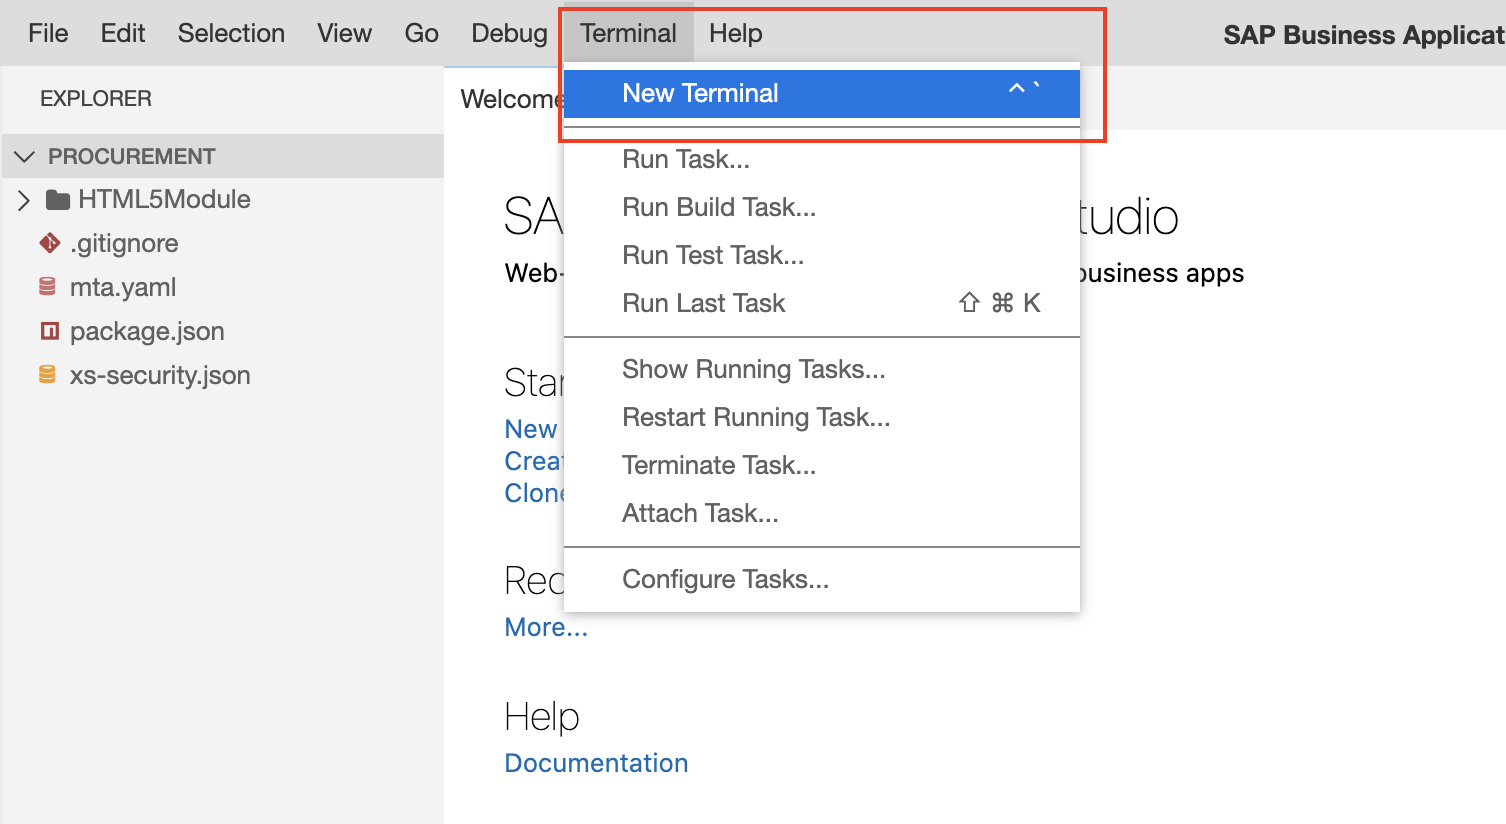 File Edit Selection View Go Debug Terminal Help SAP Business Applicat
EXPLORER
Welcome
New Terminal ^ `
PROCUREMENT
Run Task...
HTML5Module
Run Build Task...
SA tudio
.gitignore
Run Test Task...
Web- business apps
mta.yaml
Run Last Task ⇧ ⌘ K
package.json
Show Running Tasks...
xs-security.json
Star
Restart Running Task...
New
Creat
Terminate Task...
Clone
Attach Task...
Rec
Configure Tasks...
More...
Help
Documentation